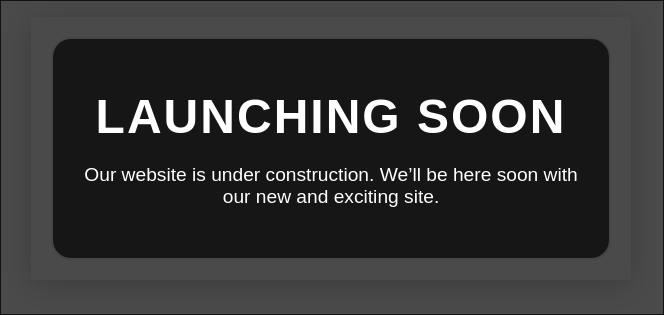 LAUNCHING SOON
Our website is under construction. We’ll be here soon with
our new and exciting site.